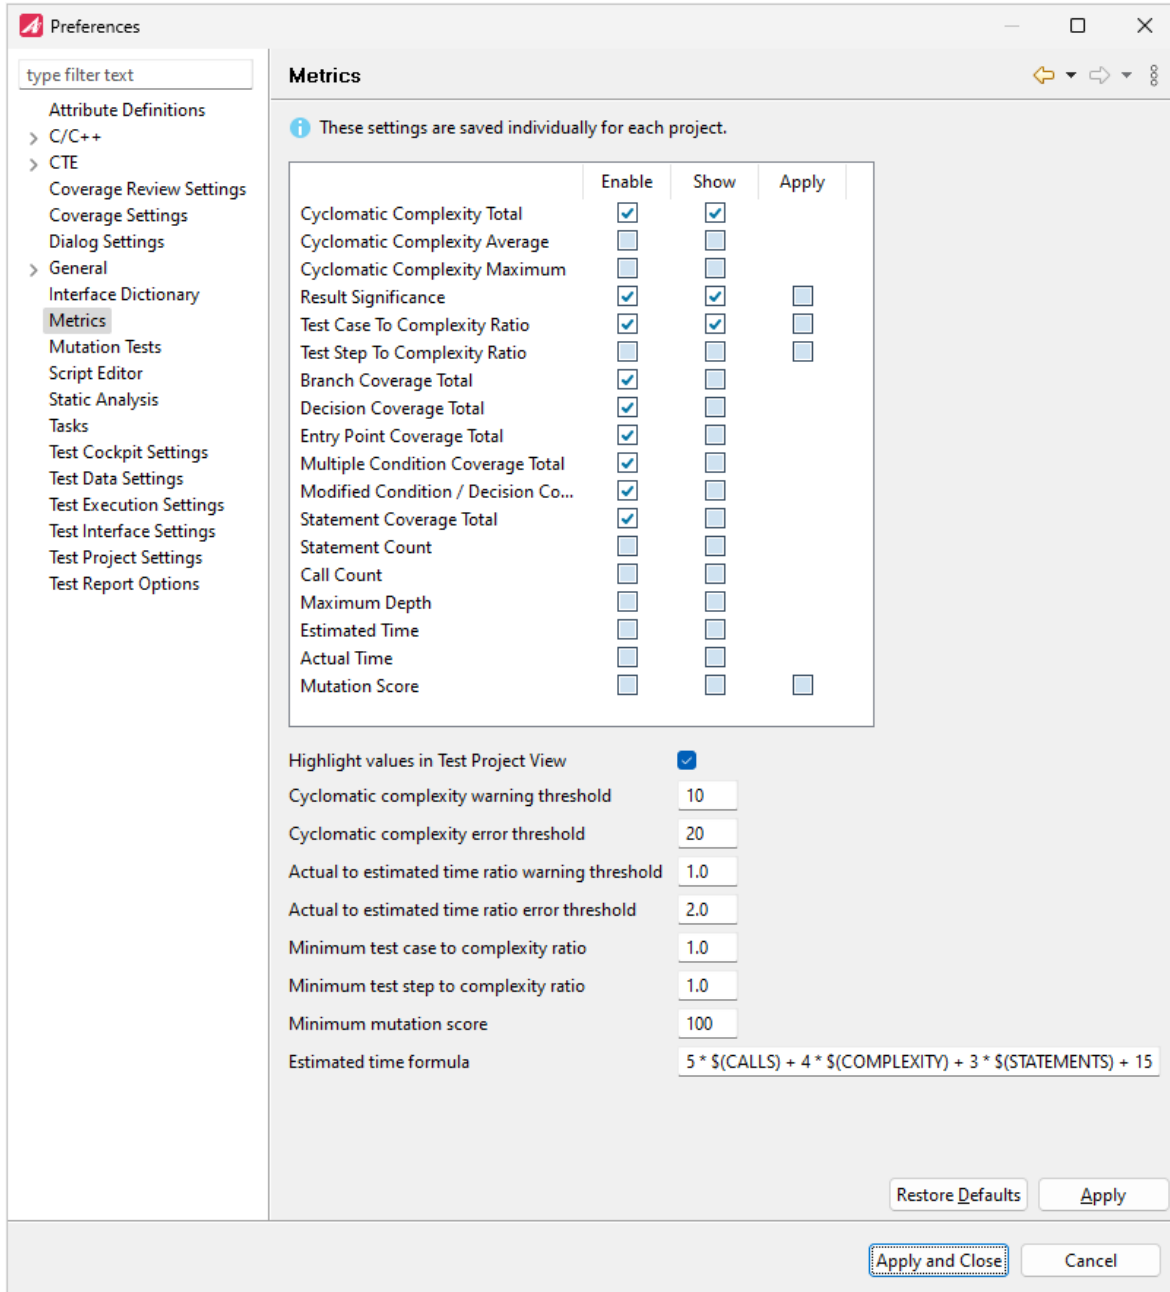 Preferences
type filter text
Attribute Definitions
C/C++
CTE
Coverage Review Settings
Coverage Settings
Dialog Settings
General
Interface Dictionary
Metrics
Mutation Tests
Script Editor
Static Analysis
Tasks
Test Cockpit Settings
Test Data Settings
Test Execution Settings
Test Interface Settings
Test Project Settings
Test Report Options
Metrics
These settings are saved individually for each project.
Enable Show Apply
Cyclomatic Complexity Total
Cyclomatic Complexity Average
Cyclomatic Complexity Maximum
Result Significance
Test Case To Complexity Ratio
Test Step To Complexity Ratio
Branch Coverage Total
Decision Coverage Total
Entry Point Coverage Total
Multiple Condition Coverage Total
Modified Condition / Decision Co...
Statement Coverage Total
Statement Count
Call Count
Maximum Depth
Estimated Time
Actual Time
Mutation Score
Highlight values in Test Project View
Cyclomatic complexity warning threshold 10
Cyclomatic complexity error threshold 20
Actual to estimated time ratio warning threshold 1.0
Actual to estimated time ratio error threshold 2.0
Minimum test case to complexity ratio 1.0
Minimum test step to complexity ratio 1.0
Minimum mutation score 100
Estimated time formula 5 * $(CALLS) + 4 * $(COMPLEXITY) + 3 * $(STATEMENTS) + 15
Restore Defaults Apply
Apply and Close Cancel